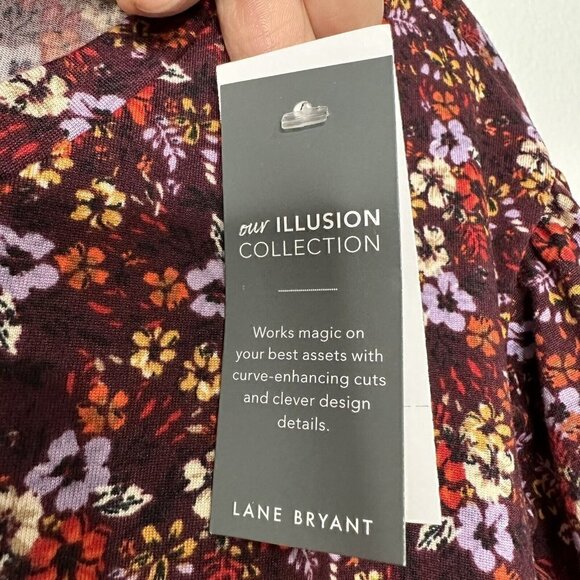 our ILLUSION
COLLECTION
Works magic on
your best assets with
curve-enhancing cuts
and clever design
details.
LANE BRYANT